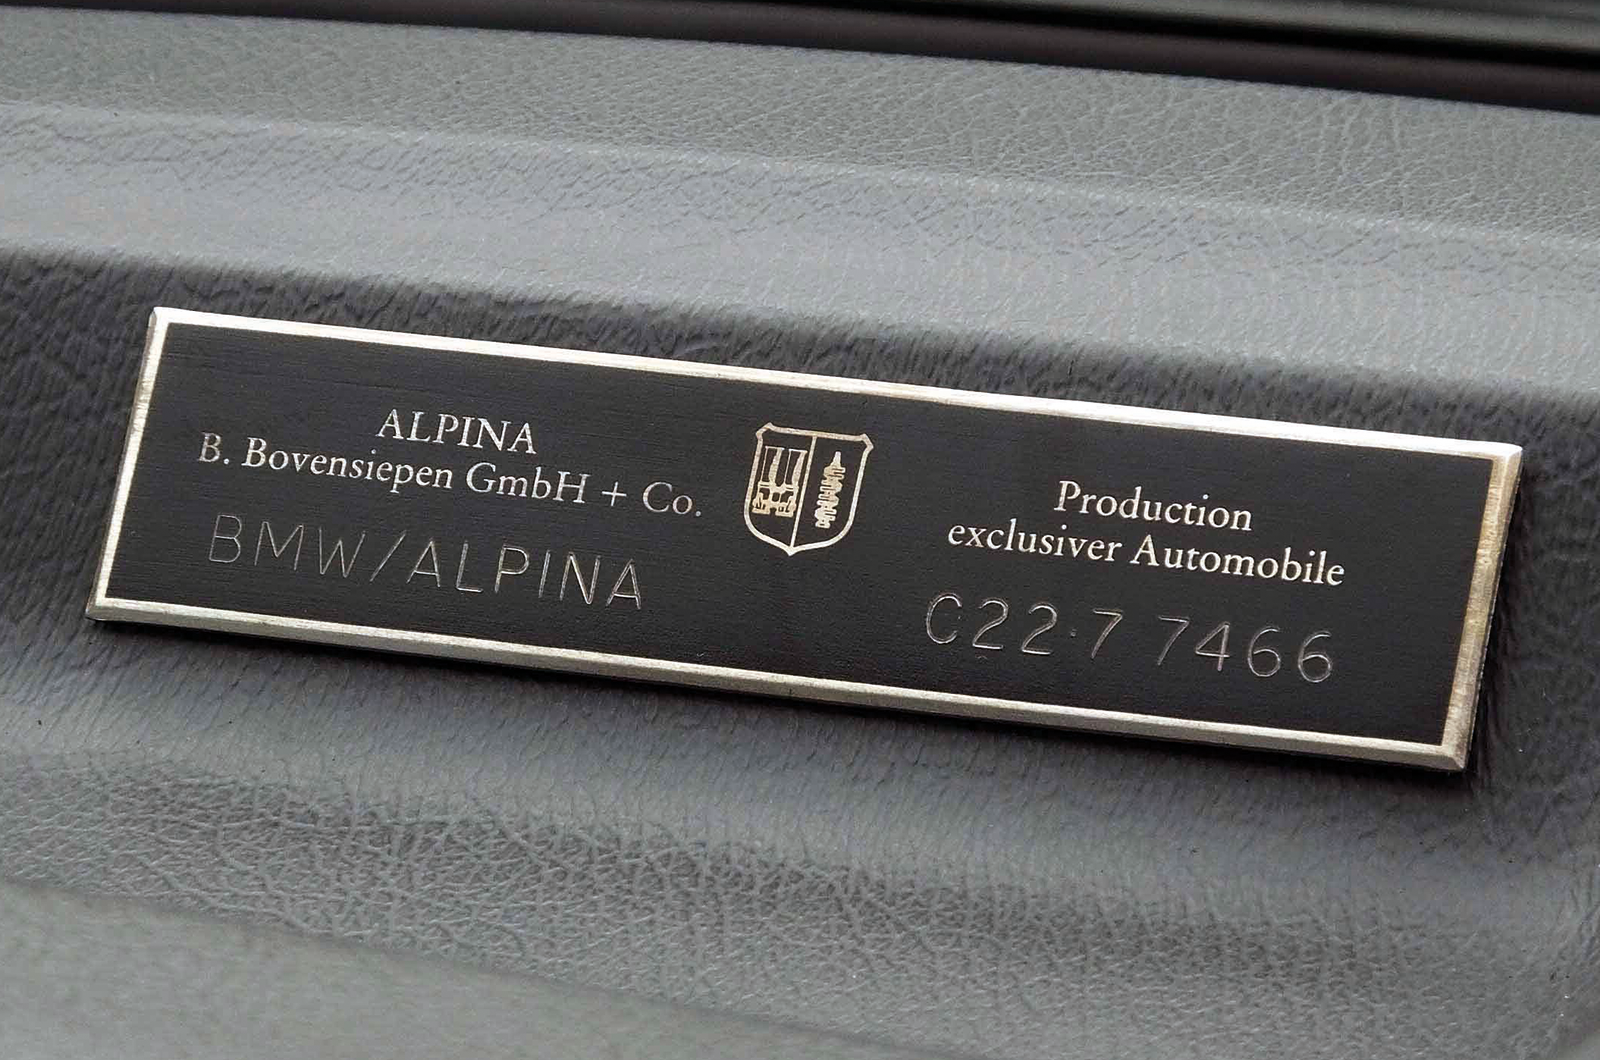 ALPINA
B. Bovensiepen GmbH + Co.
BMW/ALPINA
Production
exclusiver Automobile
C22·7 7466